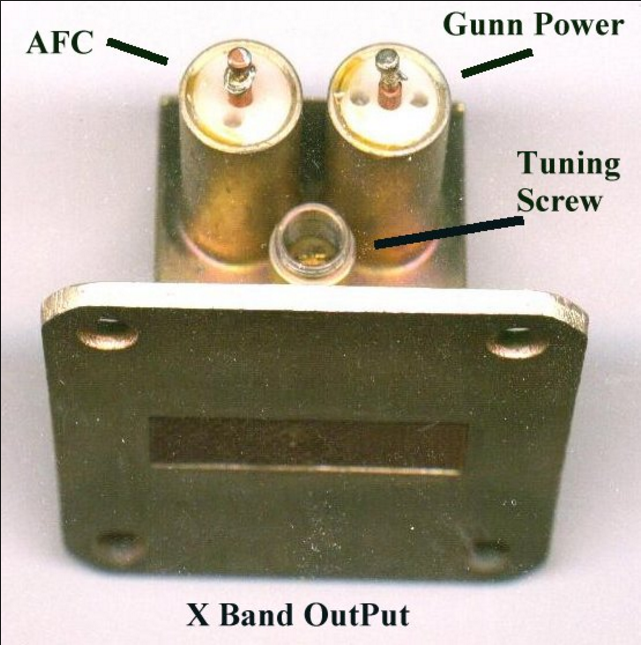 AFC
Gunn Power
Tuning
Screw
X Band OutPut